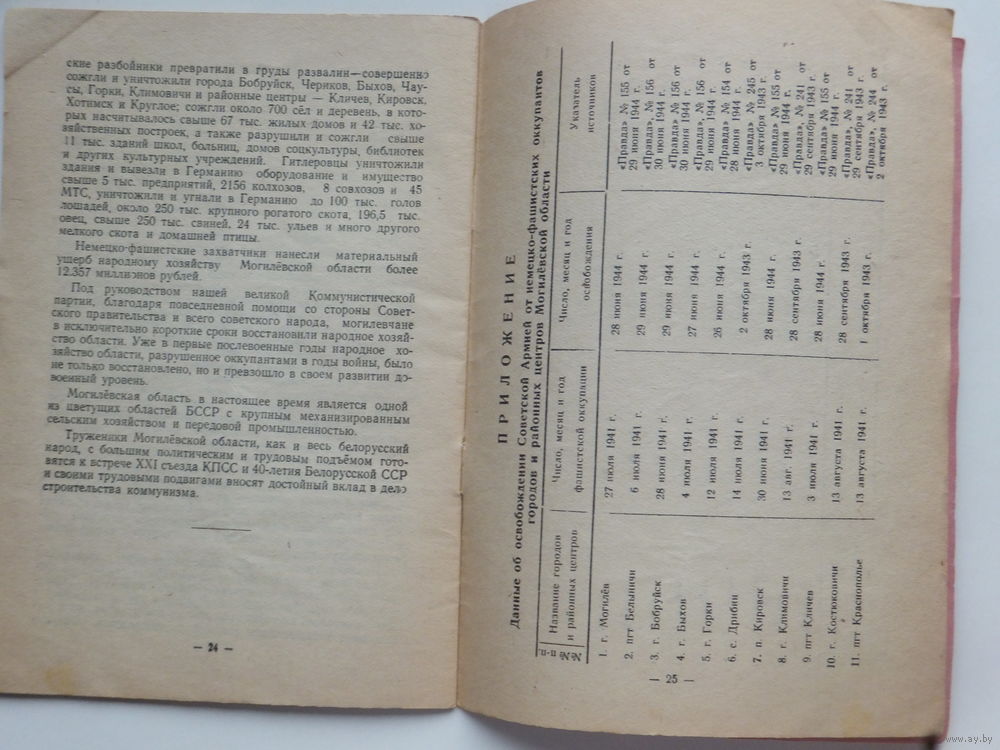 ские разбойники превратили в груды развалин—совершенно
сожгли и уничтожили города Бобруйск, Чериков, Быхов, Чау-
сы, Горки, Климовичи и районные центры — Кличев, Кировск,
Хотимск и Круглое; сожгли около 700 сёл и деревень, в кото-
рых насчитывалось свыше 67 тыс. жилых домов и 42 тыс. хо-
зяйственных построек, а также разрушили и сожгли свыше
11 тыс. зданий школ, больниц, домов соцкультуры, библиотек
и других культурных учреждений. Гитлеровцы уничтожили
здания и вывезли в Германию оборудование и имущество
свыше 5 тыс. предприятий, 2156 колхозов, 8 совхозов и 45
МТС, уничтожили и угнали в Германию до 100 тыс. голов
лошадей, около 250 тыс. крупного рогатого скота, 196,5 тыс.
овец, свыше 250 тыс. свиней, 24 тыс. ульев и много другого
мелкого скота и домашней птицы.
Немецко-фашистские захватчики нанесли материальный
ущерб народному хозяйству Могилёвской области более
12.357 миллионов рублей.
Под руководством нашей великой Коммунистической
партии, благодаря повседневной помощи со стороны Совет-
ского правительства и всего советского народа, могилевчане
в исключительно короткие сроки восстановили народное хозяй-
ство области. Уже в первые послевоенные годы народное хо-
зяйство области, разрушенное оккупантами в годы войны, было
не только восстановлено, но и превзошло в своем развитии до-
военный уровень.
Могилёвская область в настоящее время является одной
из цветущих областей БССР с крупным механизированным
сельским хозяйством и передовой промышленностью.
Труженики Могилёвской области, как и весь белорусский
народ, с большим политическим и трудовым подъёмом гото-
вятся к встрече XXI съезда КПСС и 40-летия Белорусской ССР
и своими трудовыми подвигами вносят достойный вклад в дело
строительства коммунизма.
— 24 —
ПРИЛОЖЕНИЕ
Данные об освобождении Советской Армией от немецко-фашистских оккупантов
городов и районных центров Могилёвской области
№№ п-п
Название городов
и районных центров
Число, месяц и год
фашистской оккупации
Число, месяц и год
освобождения
Указатель
источников
1. г. Могилёв 27 июля 1941 г. 28 июня 1944 г. «Правда» № 155 от
29 июня 1944 г.
2. пгт Белыничи 6 июля 1941 г. 29 июня 1944 г. «Правда», № 156 от
30 июня 1944 г.
3. г. Бобруйск 28 июня 1941 г. 29 июня 1944 г. «Правда», № 156 от
30 июня 1944 г.
4. г. Быхов 4 июля 1941 г. 27 июня 1944 г. «Правда» № 156 от
29 июня 1944 г.
5. г. Горки 12 июля 1941 г. 26 июня 1944 г. «Правда» № 154 от
28 июня 1944 г.
6. с. Дрибин 14 июля 1941 г. 2 октября 1943 г. «Правда», № 245 от
3 октября 1943 г.
7. п. Кировск 30 июня 1941 г. 28 июня 1944 г. «Правда» № 155 от
29 июня 1944 г.
8. г. Климовичи 13 авг. 1941 г. 28 сентября 1943 г. «Правда», № 241 от
29 сентября 1943 г.
9. пгт Кличев 3 июля 1941 г. 28 июня 1944 г. «Правда», № 155 от
29 июня 1944 г.
10. г. Костюковичи 13 августа 1941 г. 28 сентября 1943 г. «Правда», № 241 от
29 сентября 1943 г.
11. пгт Краснополье 13 августа 1941 г. 1 октября 1943 г. «Правда», № 244 от
2 октября 1943 г.
— 25 —
www.ay.by